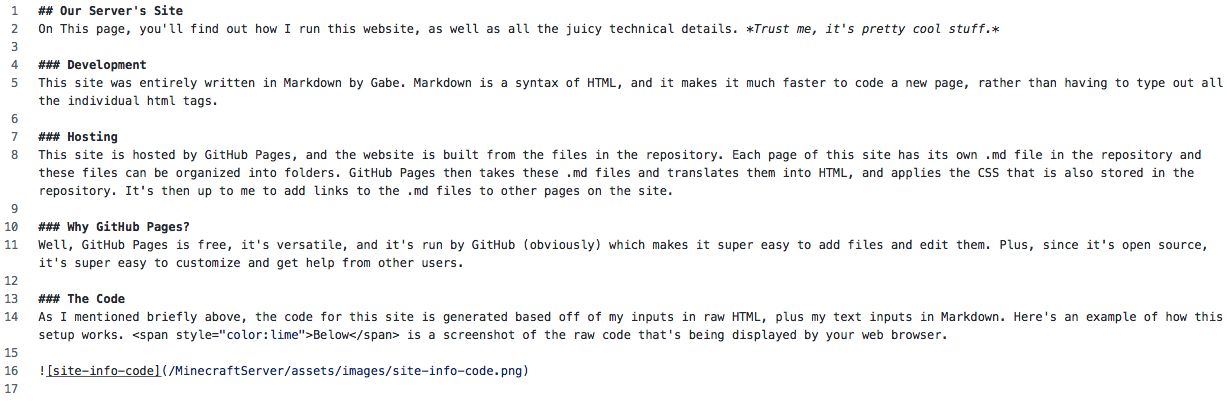 1 ## Our Server's Site
2 On This page, you'll find out how I run this website, as well as all the juicy technical details. *Trust me, it's pretty cool stuff.*
3
4 ### Development
5 This site was entirely written in Markdown by Gabe. Markdown is a syntax of HTML, and it makes it much faster to code a new page, rather than having to type out all
the individual html tags.
6
7 ### Hosting
8 This site is hosted by GitHub Pages, and the website is built from the files in the repository. Each page of this site has its own .md file in the repository and
these files can be organized into folders. GitHub Pages then takes these .md files and translates them into HTML, and applies the CSS that is also stored in the
repository. It's then up to me to add links to the .md files to other pages on the site.
9
10 ### Why GitHub Pages?
11 Well, GitHub Pages is free, it's versatile, and it's run by GitHub (obviously) which makes it super easy to add files and edit them. Plus, since it's open source,
it's super easy to customize and get help from other users.
12
13 ### The Code
14 As I mentioned briefly above, the code for this site is generated based off of my inputs in raw HTML, plus my text inputs in Markdown. Here's an example of how this
setup works. <span style="color:lime">Below</span> is a screenshot of the raw code that's being displayed by your web browser.
15
16 ![site-info-code](/MinecraftServer/assets/images/site-info-code.png)
17